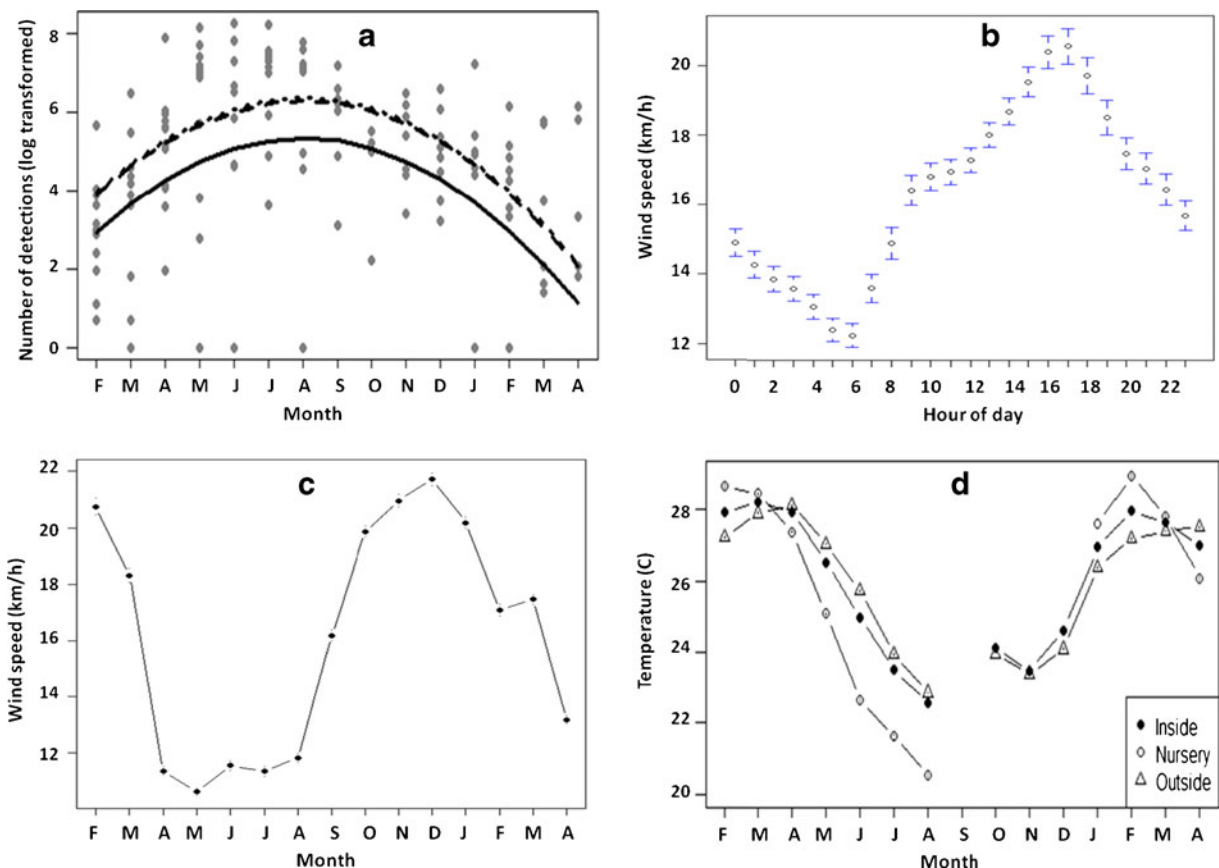 a
Number of detections (log transformed)
8
6
4
2
0
F M A M J J A S O N D J F M A
Month
b
Wind speed (km/h)
20
18
16
14
12
0 2 4 6 8 10 12 14 16 18 20 22
Hour of day
c
Wind speed (km/h)
22
20
18
16
14
12
F M A M J J A S O N D J F M A
Month
d
Temperature (C)
28
26
24
22
20
Inside
Nursery
Outside
F M A M J J A S O N D J F M A
Month